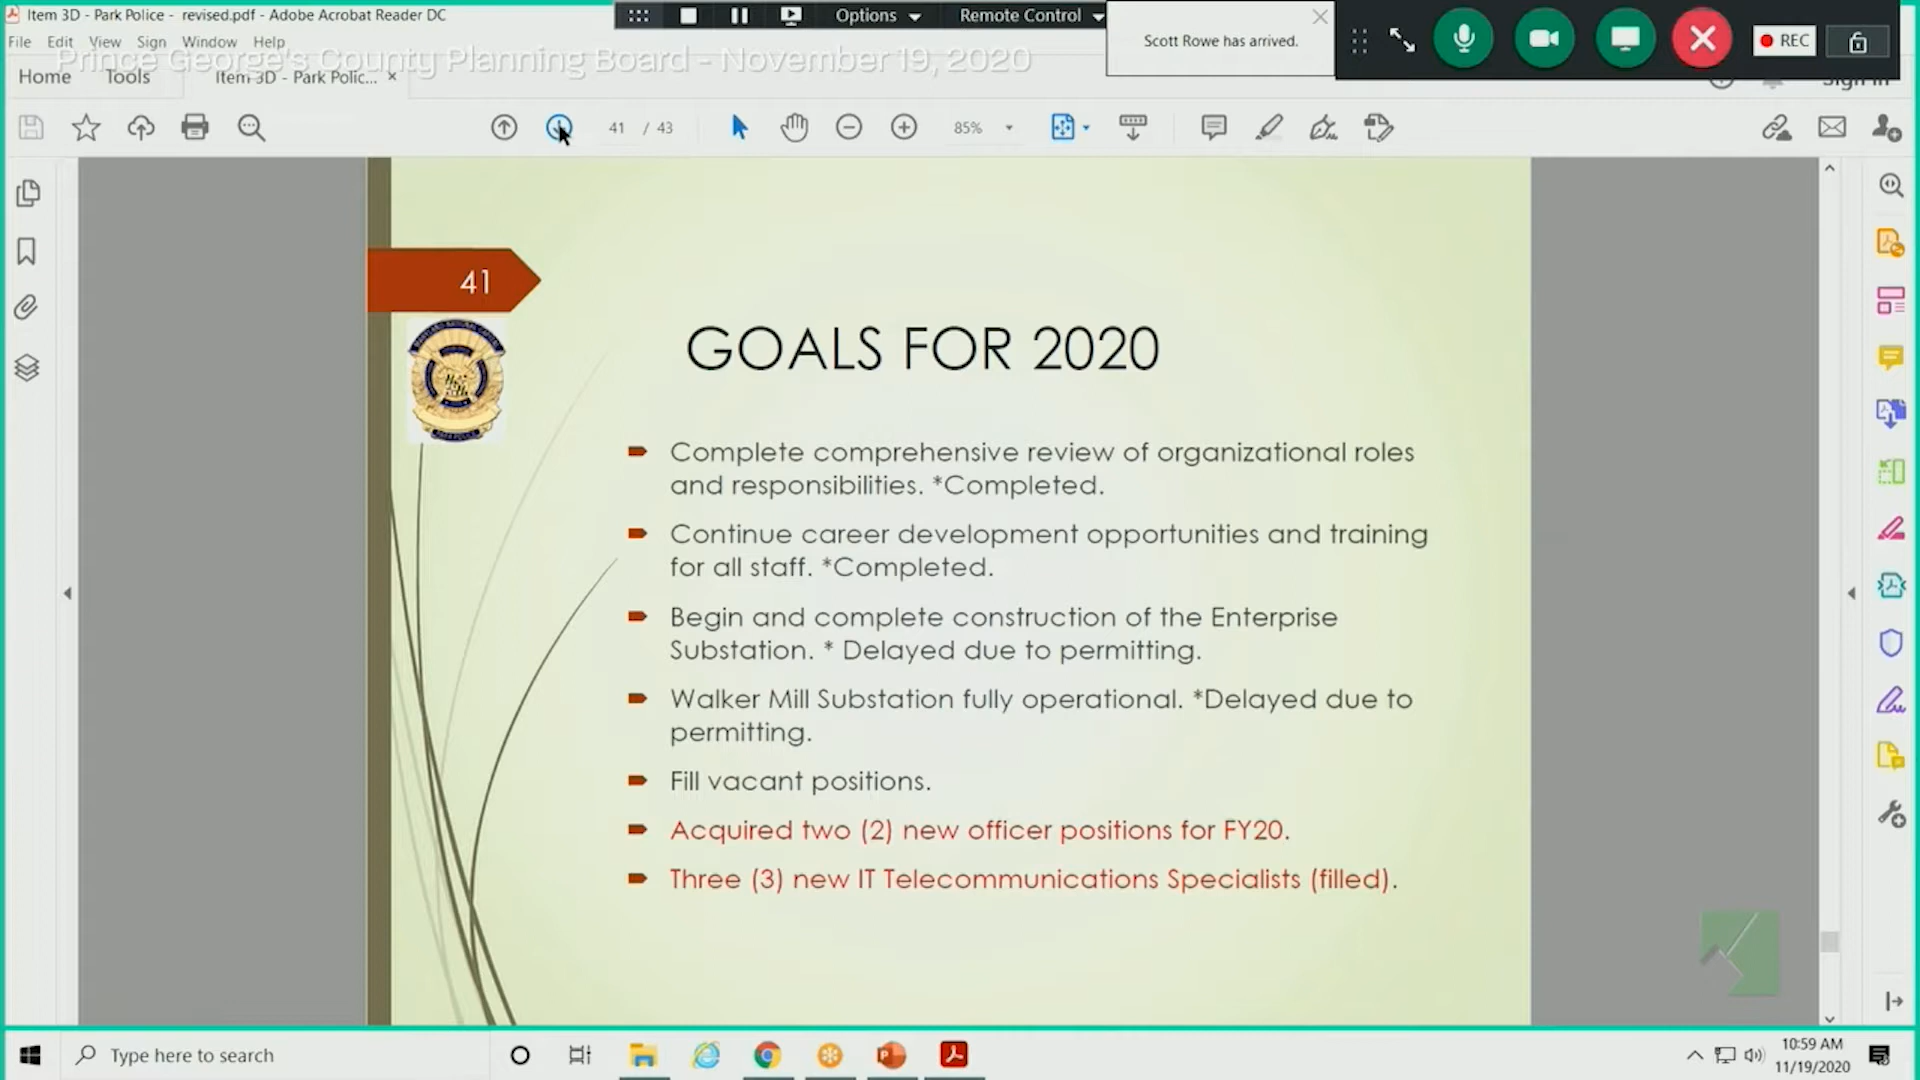 Item 3D - Park Police - revised.pdf - Adobe Acrobat Reader DC
Options
Remote Control
Scott Rowe has arrived.
REC
File Edit View Sign Window Help
Prince George's County Planning Board - November 19, 2020
Home
Tools
Item 3D - Park Polic...
Sign In
41 / 43
85%
41
GOALS FOR 2020
Complete comprehensive review of organizational roles
and responsibilities. *Completed.
Continue career development opportunities and training
for all staff. *Completed.
Begin and complete construction of the Enterprise
Substation. * Delayed due to permitting.
Walker Mill Substation fully operational. *Delayed due to
permitting.
Fill vacant positions.
Acquired two (2) new officer positions for FY20.
Three (3) new IT Telecommunications Specialists (filled).
Type here to search
10:59 AM
11/19/2020